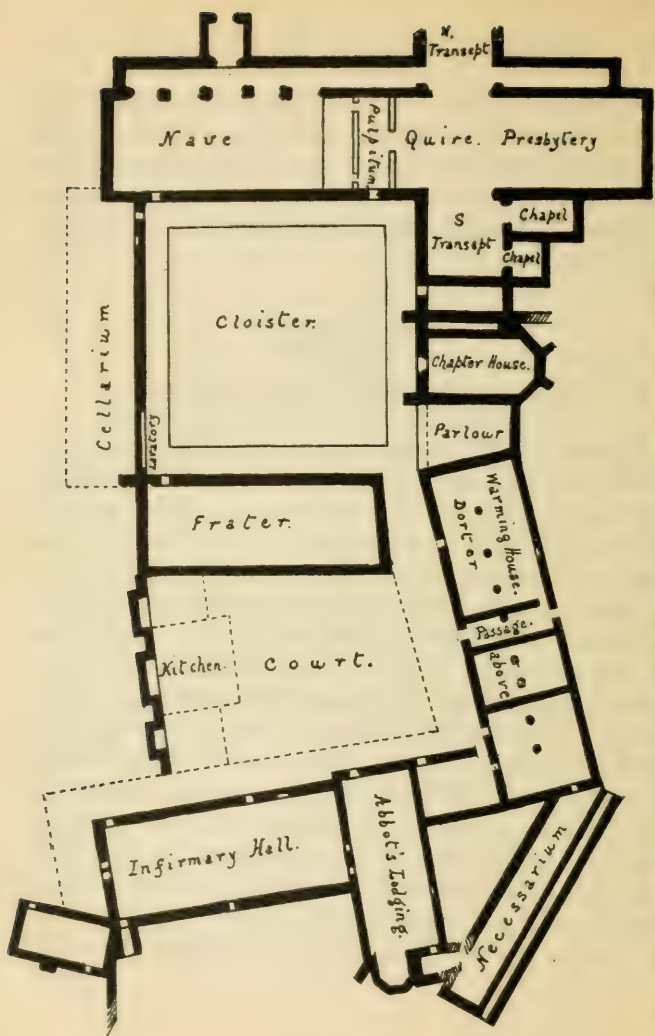 N.
Transept
Nave
Pulpitum.
Quire.
Presbytery
S
Transept
Chapel
Chapel
Cellarium
Cloister.
Chapter House.
Lavatory
Parlour
Frater.
Warming House.
Dorter
Passage.
above
Kitchen.
Court.
Infirmary Hall.
Abbot's Lodging.
Necessarium